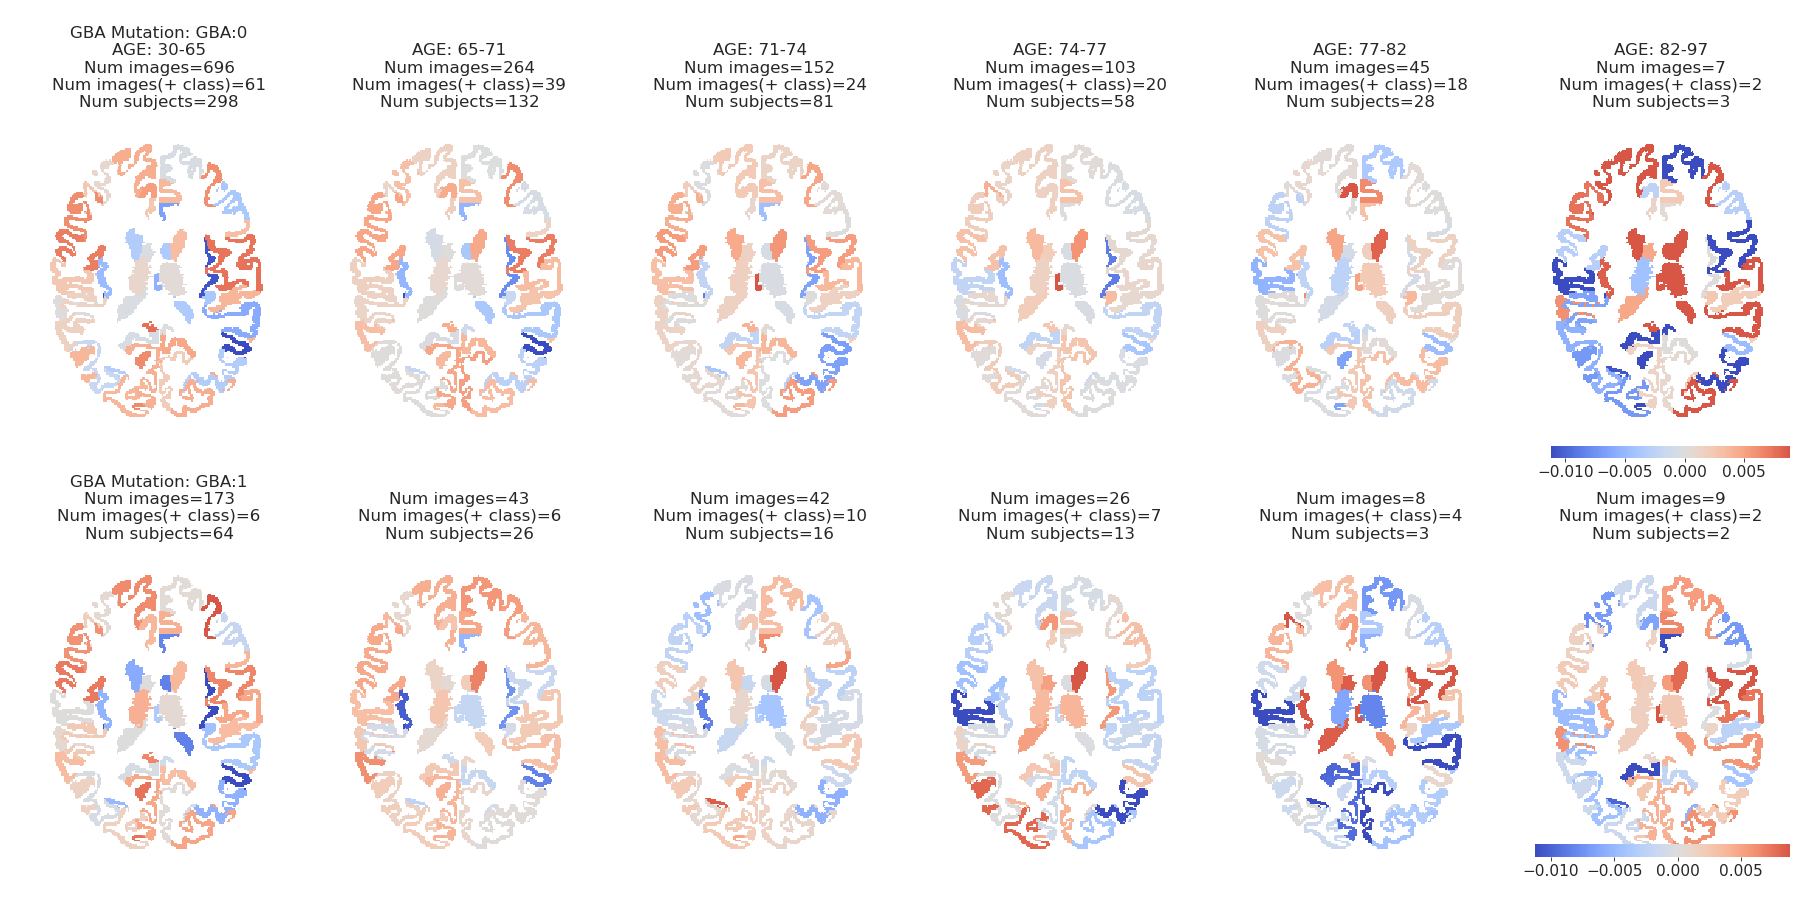 GBA Mutation: GBA:0
AGE: 30-65
Num images=696
Num images(+ class)=61
Num subjects=298
AGE: 65-71
Num images=264
Num images(+ class)=39
Num subjects=132
AGE: 71-74
Num images=152
Num images(+ class)=24
Num subjects=81
AGE: 74-77
Num images=103
Num images(+ class)=20
Num subjects=58
AGE: 77-82
Num images=45
Num images(+ class)=18
Num subjects=28
AGE: 82-97
Num images=7
Num images(+ class)=2
Num subjects=3
−0.010 −0.005 0.000 0.005
GBA Mutation: GBA:1
Num images=173
Num images(+ class)=6
Num subjects=64
Num images=43
Num images(+ class)=6
Num subjects=26
Num images=42
Num images(+ class)=10
Num subjects=16
Num images=26
Num images(+ class)=7
Num subjects=13
Num images=8
Num images(+ class)=4
Num subjects=3
Num images=9
Num images(+ class)=2
Num subjects=2
−0.010 −0.005 0.000 0.005